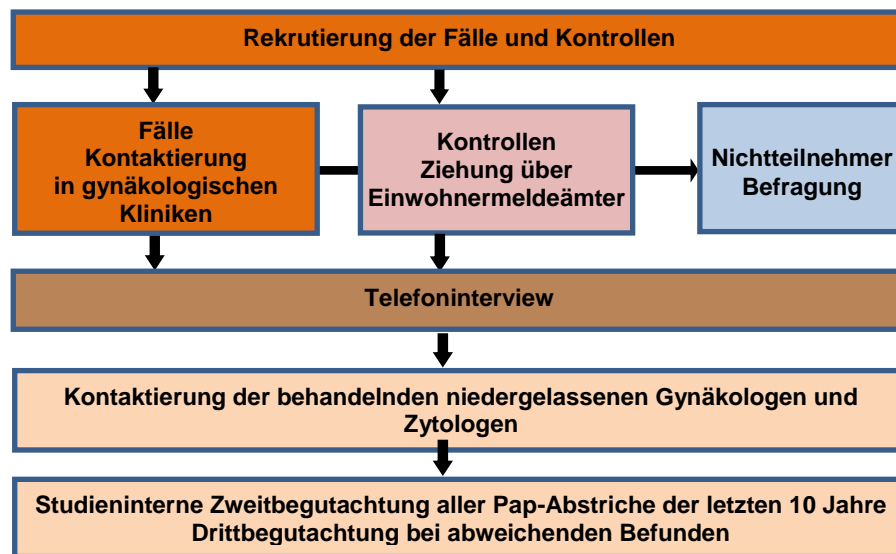 Rekrutierung der Fälle und Kontrollen
Fälle
Kontaktierung
in gynäkologischen
Kliniken
Kontrollen
Ziehung über
Einwohnermeldeämter
Nichtteilnehmer
Befragung
Telefoninterview
Kontaktierung der behandelnden niedergelassenen Gynäkologen und
Zytologen
Studieninterne Zweitbegutachtung aller Pap-Abstriche der letzten 10 Jahre
Drittbegutachtung bei abweichenden Befunden